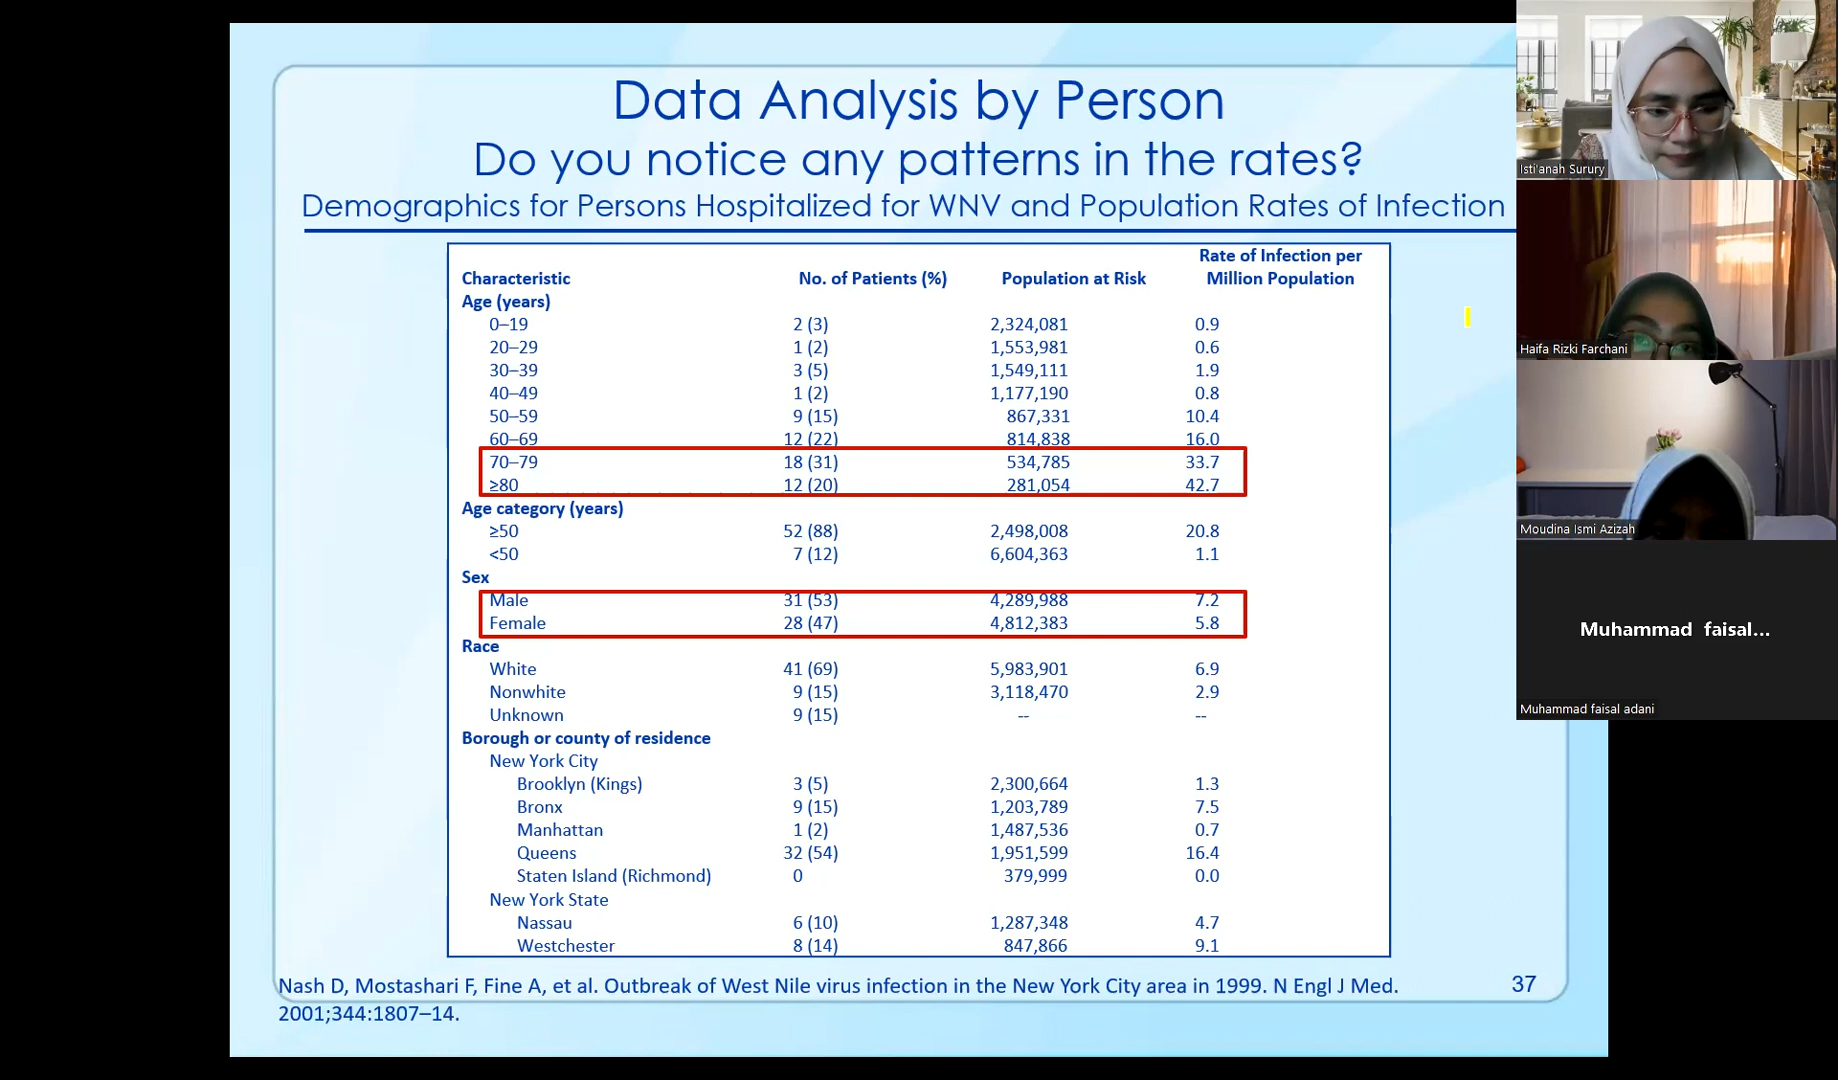 Data Analysis by Person
Do you notice any patterns in the rates?
Demographics for Persons Hospitalized for WNV and Population Rates of Infection
Rate of Infection per
Characteristic No. of Patients (%) Population at Risk Million Population
Age (years)
0–19 2 (3) 2,324,081 0.9
20–29 1 (2) 1,553,981 0.6
30–39 3 (5) 1,549,111 1.9
40–49 1 (2) 1,177,190 0.8
50–59 9 (15) 867,331 10.4
60–69 12 (22) 814,838 16.0
70–79 18 (31) 534,785 33.7
≥80 12 (20) 281,054 42.7
Age category (years)
≥50 52 (88) 2,498,008 20.8
<50 7 (12) 6,604,363 1.1
Sex
Male 31 (53) 4,289,988 7.2
Female 28 (47) 4,812,383 5.8
Race
White 41 (69) 5,983,901 6.9
Nonwhite 9 (15) 3,118,470 2.9
Unknown 9 (15) -- --
Borough or county of residence
New York City
Brooklyn (Kings) 3 (5) 2,300,664 1.3
Bronx 9 (15) 1,203,789 7.5
Manhattan 1 (2) 1,487,536 0.7
Queens 32 (54) 1,951,599 16.4
Staten Island (Richmond) 0 379,999 0.0
New York State
Nassau 6 (10) 1,287,348 4.7
Westchester 8 (14) 847,866 9.1
Nash D, Mostashari F, Fine A, et al. Outbreak of West Nile virus infection in the New York City area in 1999. N Engl J Med.
2001;344:1807–14.
37
Isti'anah Surury
Haifa Rizki Farchani
Moudina Ismi Azizah
Muhammad faisal...
Muhammad faisal adani